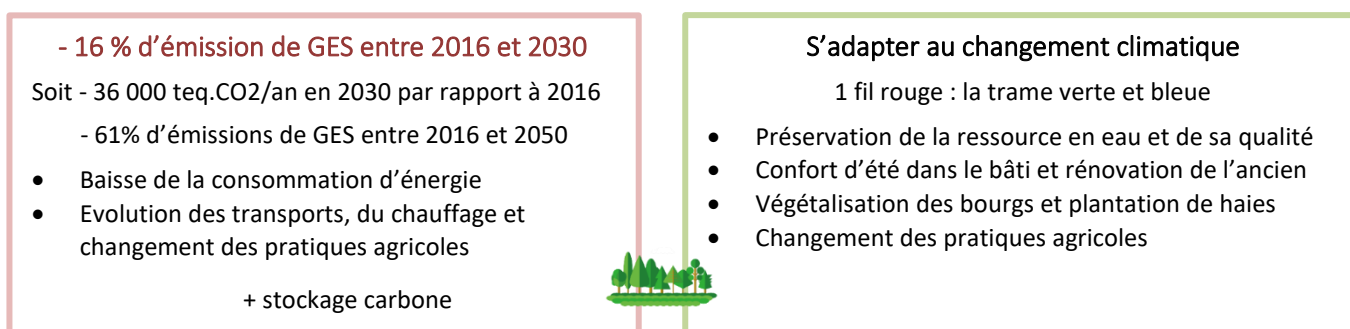 - 16 % d’émission de GES entre 2016 et 2030
Soit - 36 000 teq.CO2/an en 2030 par rapport à 2016
- 61% d’émissions de GES entre 2016 et 2050
• Baisse de la consommation d’énergie
• Evolution des transports, du chauffage et
changement des pratiques agricoles
+ stockage carbone
S’adapter au changement climatique
1 fil rouge : la trame verte et bleue
• Préservation de la ressource en eau et de sa qualité
• Confort d’été dans le bâti et rénovation de l’ancien
• Végétalisation des bourgs et plantation de haies
• Changement des pratiques agricoles